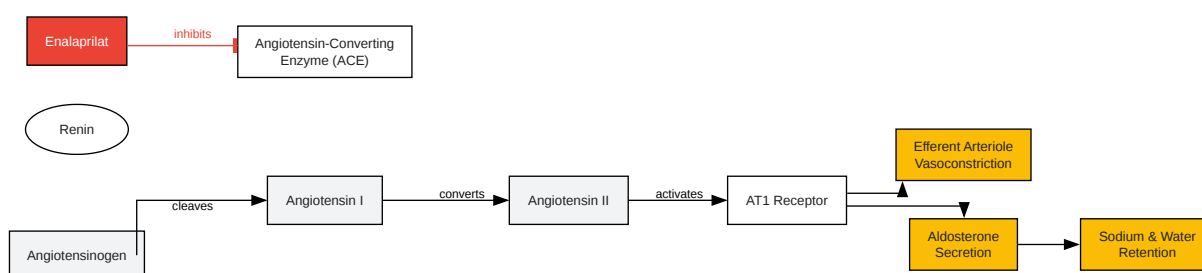 Enalaprilat
inhibits
Angiotensin-Converting
Enzyme (ACE)
Renin
Angiotensinogen
cleaves
Angiotensin I
converts
Angiotensin II
activates
AT1 Receptor
Efferent Arteriole
Vasoconstriction
Aldosterone
Secretion
Sodium & Water
Retention